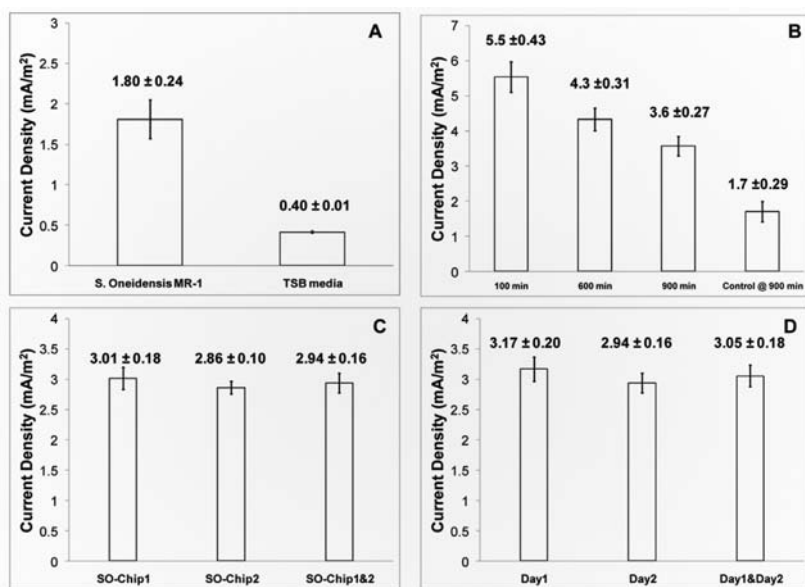 A
Current Density (mA/m²)
3
2.5
2
1.5
1
0.5
0
1.80 ± 0.24
0.40 ± 0.01
S. Oneidensis MR-1
TSB media
B
Current Density (mA/m²)
7
6
5
4
3
2
1
0
5.5 ±0.43
4.3 ±0.31
3.6 ±0.27
1.7 ±0.29
100 min
600 min
900 min
Control @ 900 min
C
Current Density (mA/m²)
4
3.5
3
2.5
2
1.5
1
0.5
0
3.01 ± 0.18
2.86 ± 0.10
2.94 ± 0.16
SO-Chip1
SO-Chip2
SO-Chip1&2
D
Current Density (mA/m²)
4
3.5
3
2.5
2
1.5
1
0.5
0
3.17 ± 0.20
2.94 ± 0.16
3.05 ± 0.18
Day1
Day2
Day1&Day2